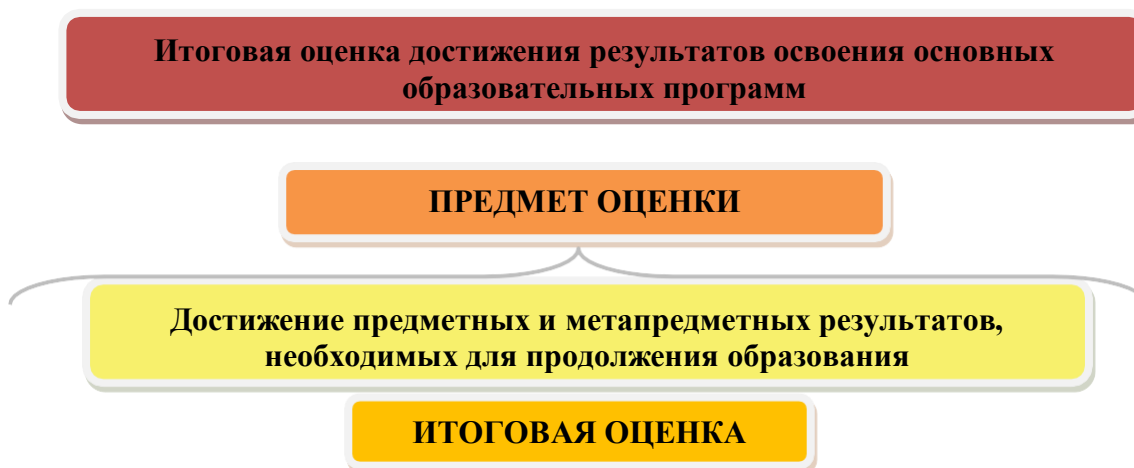 Итоговая оценка достижения результатов освоения основных
образовательных программ
ПРЕДМЕТ ОЦЕНКИ
Достижение предметных и метапредметных результатов,
необходимых для продолжения образования
ИТОГОВАЯ ОЦЕНКА